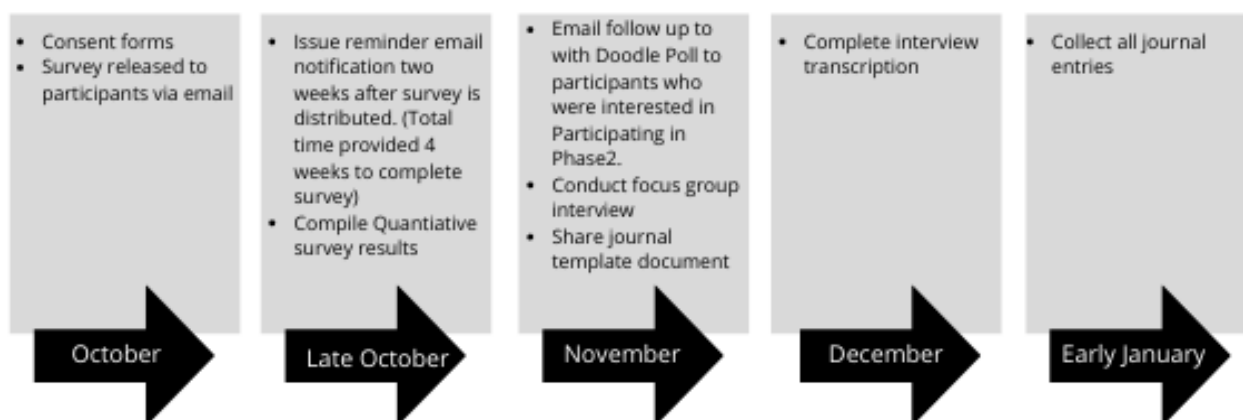 • Consent forms
• Survey released to
participants via email
• Issue reminder email
notification two
weeks after survey is
distributed. (Total
time provided 4
weeks to complete
survey)
• Compile Quantiative
survey results
• Email follow up to
with Doodle Poll to
participants who
were interested in
Participating in
Phase2.
• Conduct focus group
interview
• Share journal
template document
• Complete interview
transcription
• Collect all journal
entries
October
Late October
November
December
Early January